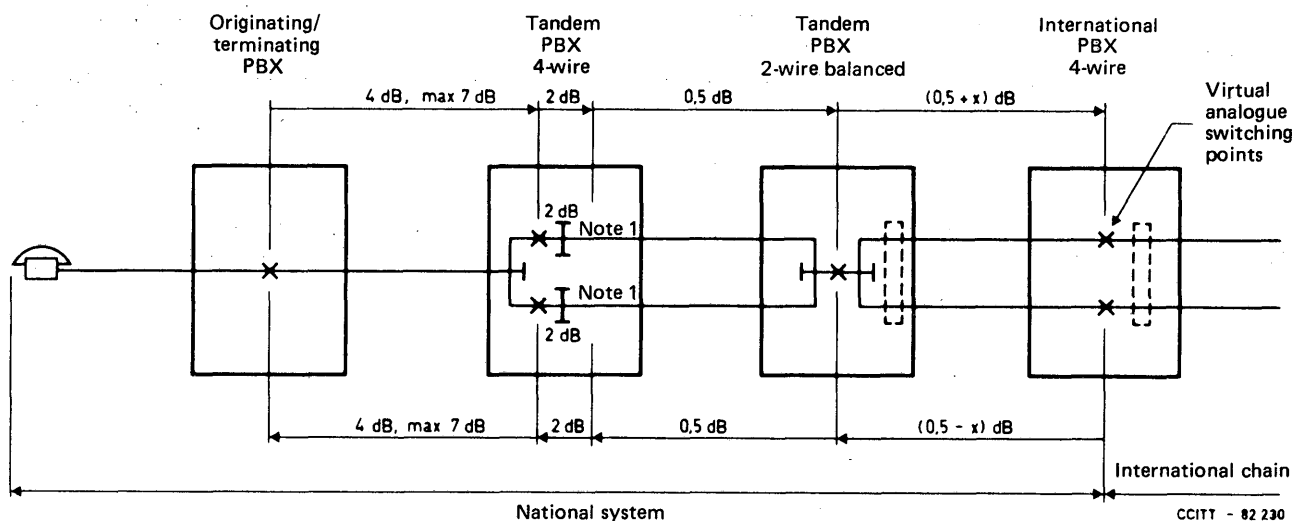 Originating/
terminating
PBX
Tandem
PBX
4-wire
Tandem
PBX
2-wire balanced
International
PBX
4-wire
4 dB, max 7 dB
2 dB
0,5 dB
(0,5 + x) dB
Virtual
analogue
switching
points
2 dB
Note 1
Note 1
2 dB
4 dB, max 7 dB
2 dB
0,5 dB
(0,5 - x) dB
International chain
National system
CCITT - 82 230